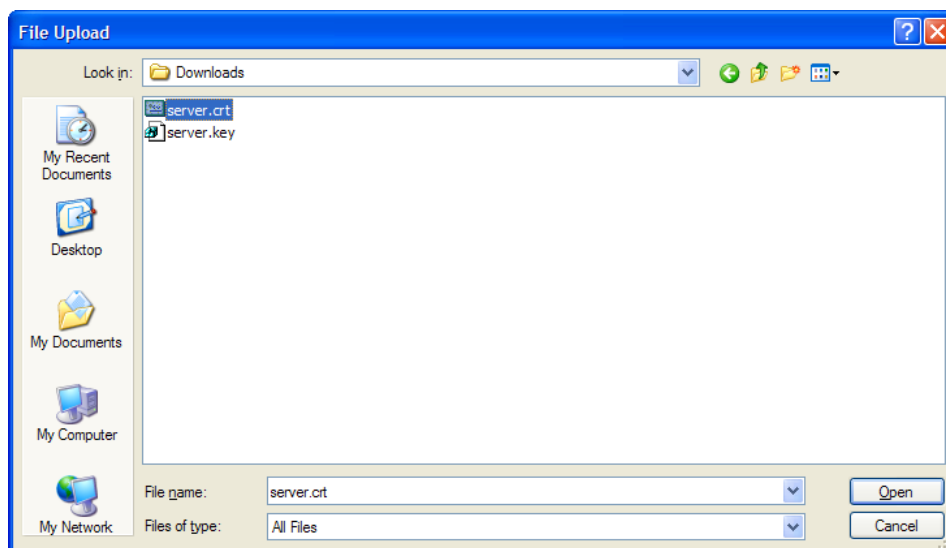 File Upload
Look in: Downloads
server.crt
server.key
My Recent
Documents
Desktop
My Documents
My Computer
My Network
File name: server.crt Open
Files of type: All Files Cancel